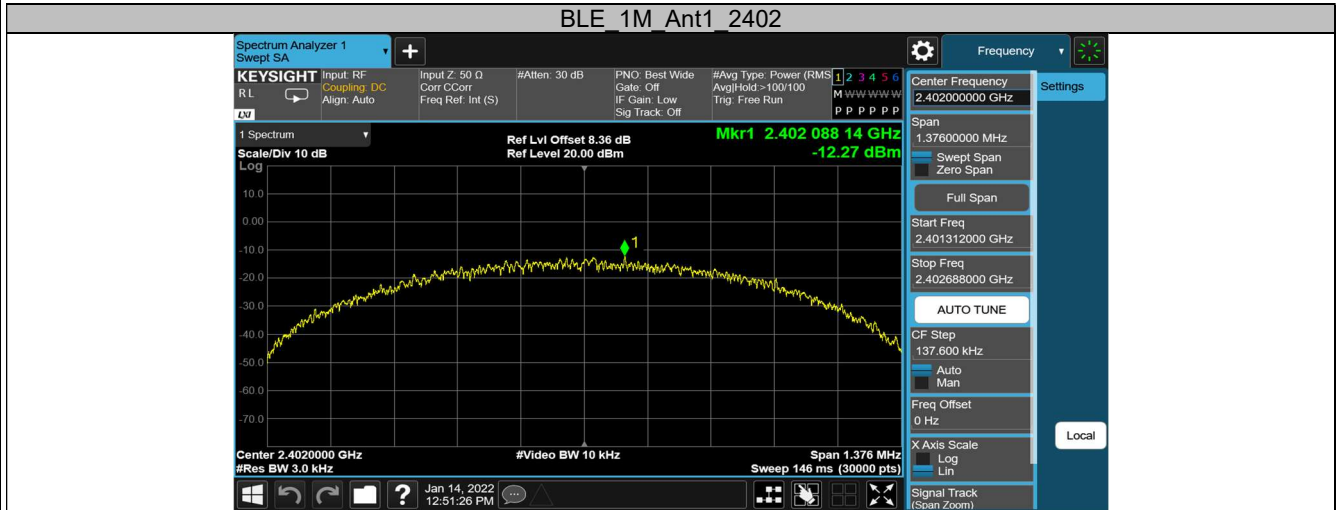 BLE_1M_Ant1_2402
Spectrum Analyzer 1
Swept SA
Frequency
KEYSIGHT
RL
LXI
Input: RF
Coupling: DC
Align: Auto
Input Z: 50 Ω
Corr CCorr
Freq Ref: Int (S)
#Atten: 30 dB
PNO: Best Wide
Gate: Off
IF Gain: Low
Sig Track: Off
#Avg Type: Power (RMS
Avg|Hold:>100/100
Trig: Free Run
1 2 3 4 5 6
M W W W W W
P P P P P P
1 Spectrum
Scale/Div 10 dB
Log
Ref Lvl Offset 8.36 dB
Ref Level 20.00 dBm
Mkr1 2.402 088 14 GHz
-12.27 dBm
10.0
0.00
-10.0
-20.0
-30.0
-40.0
-50.0
-60.0
-70.0
1
Center 2.4020000 GHz
#Res BW 3.0 kHz
#Video BW 10 kHz
Span 1.376 MHz
Sweep 146 ms (30000 pts)
Center Frequency
2.402000000 GHz
Settings
Span
1.37600000 MHz
Swept Span
Zero Span
Full Span
Start Freq
2.401312000 GHz
Stop Freq
2.402688000 GHz
AUTO TUNE
CF Step
137.600 kHz
Auto
Man
Freq Offset
0 Hz
X Axis Scale
Log
Lin
Local
Signal Track
(Span Zoom)
?
Jan 14, 2022
12:51:26 PM